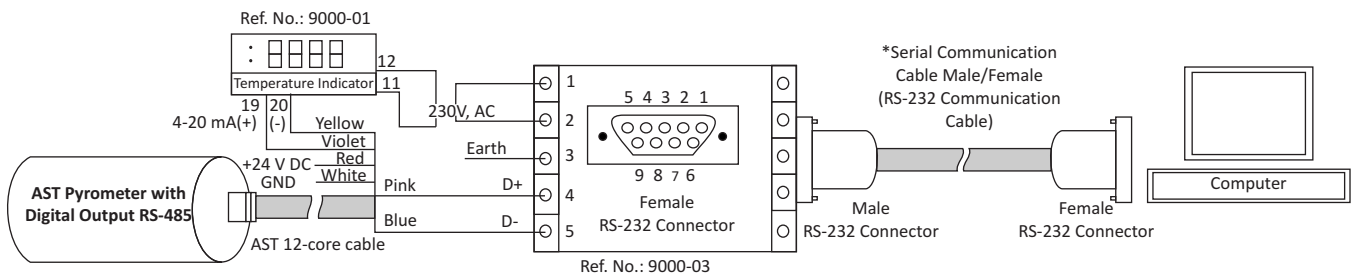 Ref. No.: 9000-01
12
Temperature Indicator
11
19 20
4-20 mA(+)
(-)
230V, AC
Yellow
Violet
Red
+24 V DC
White
GND
AST Pyrometer with
Digital Output RS-485
AST 12-core cable
Pink
D+
Blue
D-
Earth
1
2
3
4
5
5 4 3 2 1
9 8 7 6
Female
RS-232 Connector
Ref. No.: 9000-03
*Serial Communication
Cable Male/Female
(RS-232 Communication
Cable)
Male
RS-232 Connector
Female
RS-232 Connector
Computer